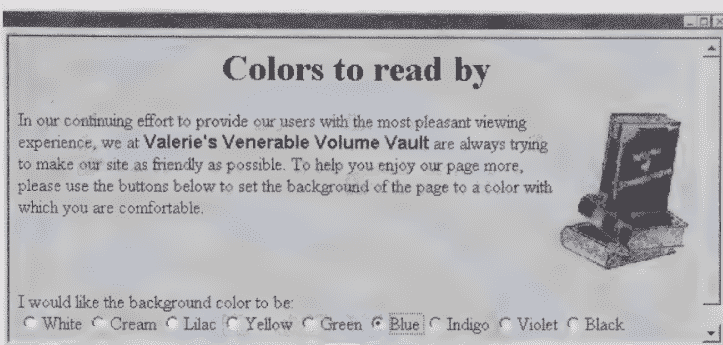 Colors to read by
In our continuing effort to provide our users with the most pleasant viewing
experience, we at Valerie's Venerable Volume Vault are always trying
to make our site as friendly as possible. To help you enjoy our page more,
please use the buttons below to set the background of the page to a color with
which you are comfortable.
I would like the background color to be:
White Cream Lilac Yellow Green Blue Indigo Violet Black